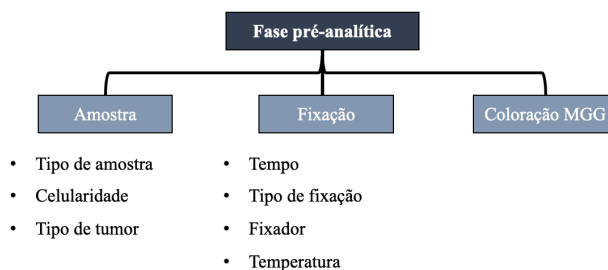 Fase pré-analítica
Amostra
Fixação
Coloração MGG
• Tipo de amostra
• Celularidade
• Tipo de tumor
• Tempo
• Tipo de fixação
• Fixador
• Temperatura